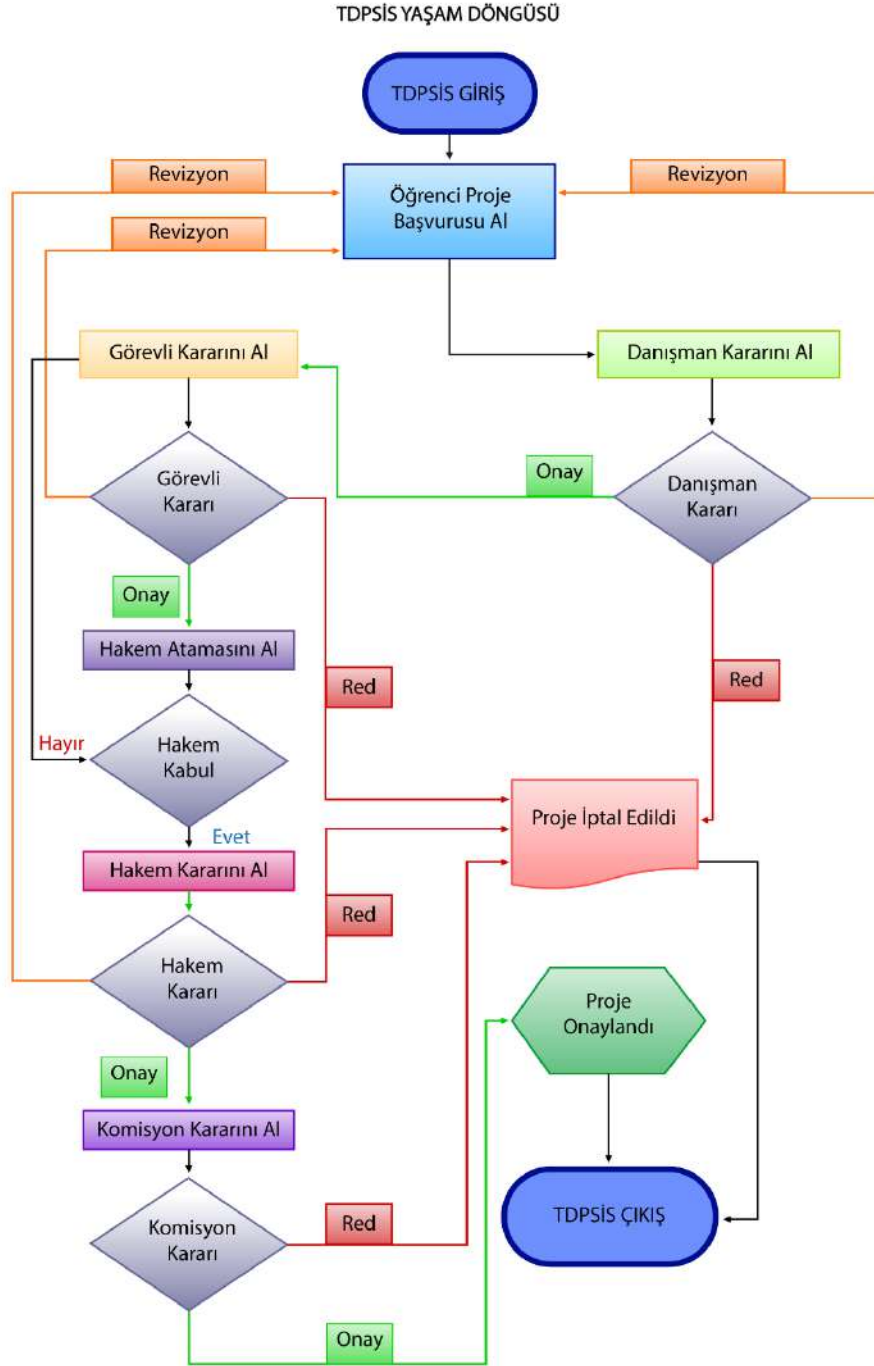 TDPSİS YAŞAM DÖNGÜSÜ
TDPSİS GİRİŞ
Revizyon
Öğrenci Proje
Başvurusu Al
Revizyon
Revizyon
Görevli Kararını Al
Danışman Kararını Al
Görevli
Kararı
Onay
Danışman
Kararı
Onay
Hakem Atamasını Al
Red
Red
Hayır
Hakem
Kabul
Evet
Proje İptal Edildi
Hakem Kararını Al
Red
Hakem
Kararı
Proje
Onaylandı
Onay
Komisyon Kararını Al
Komisyon
Kararı
Red
TDPSİS ÇIKIŞ
Onay